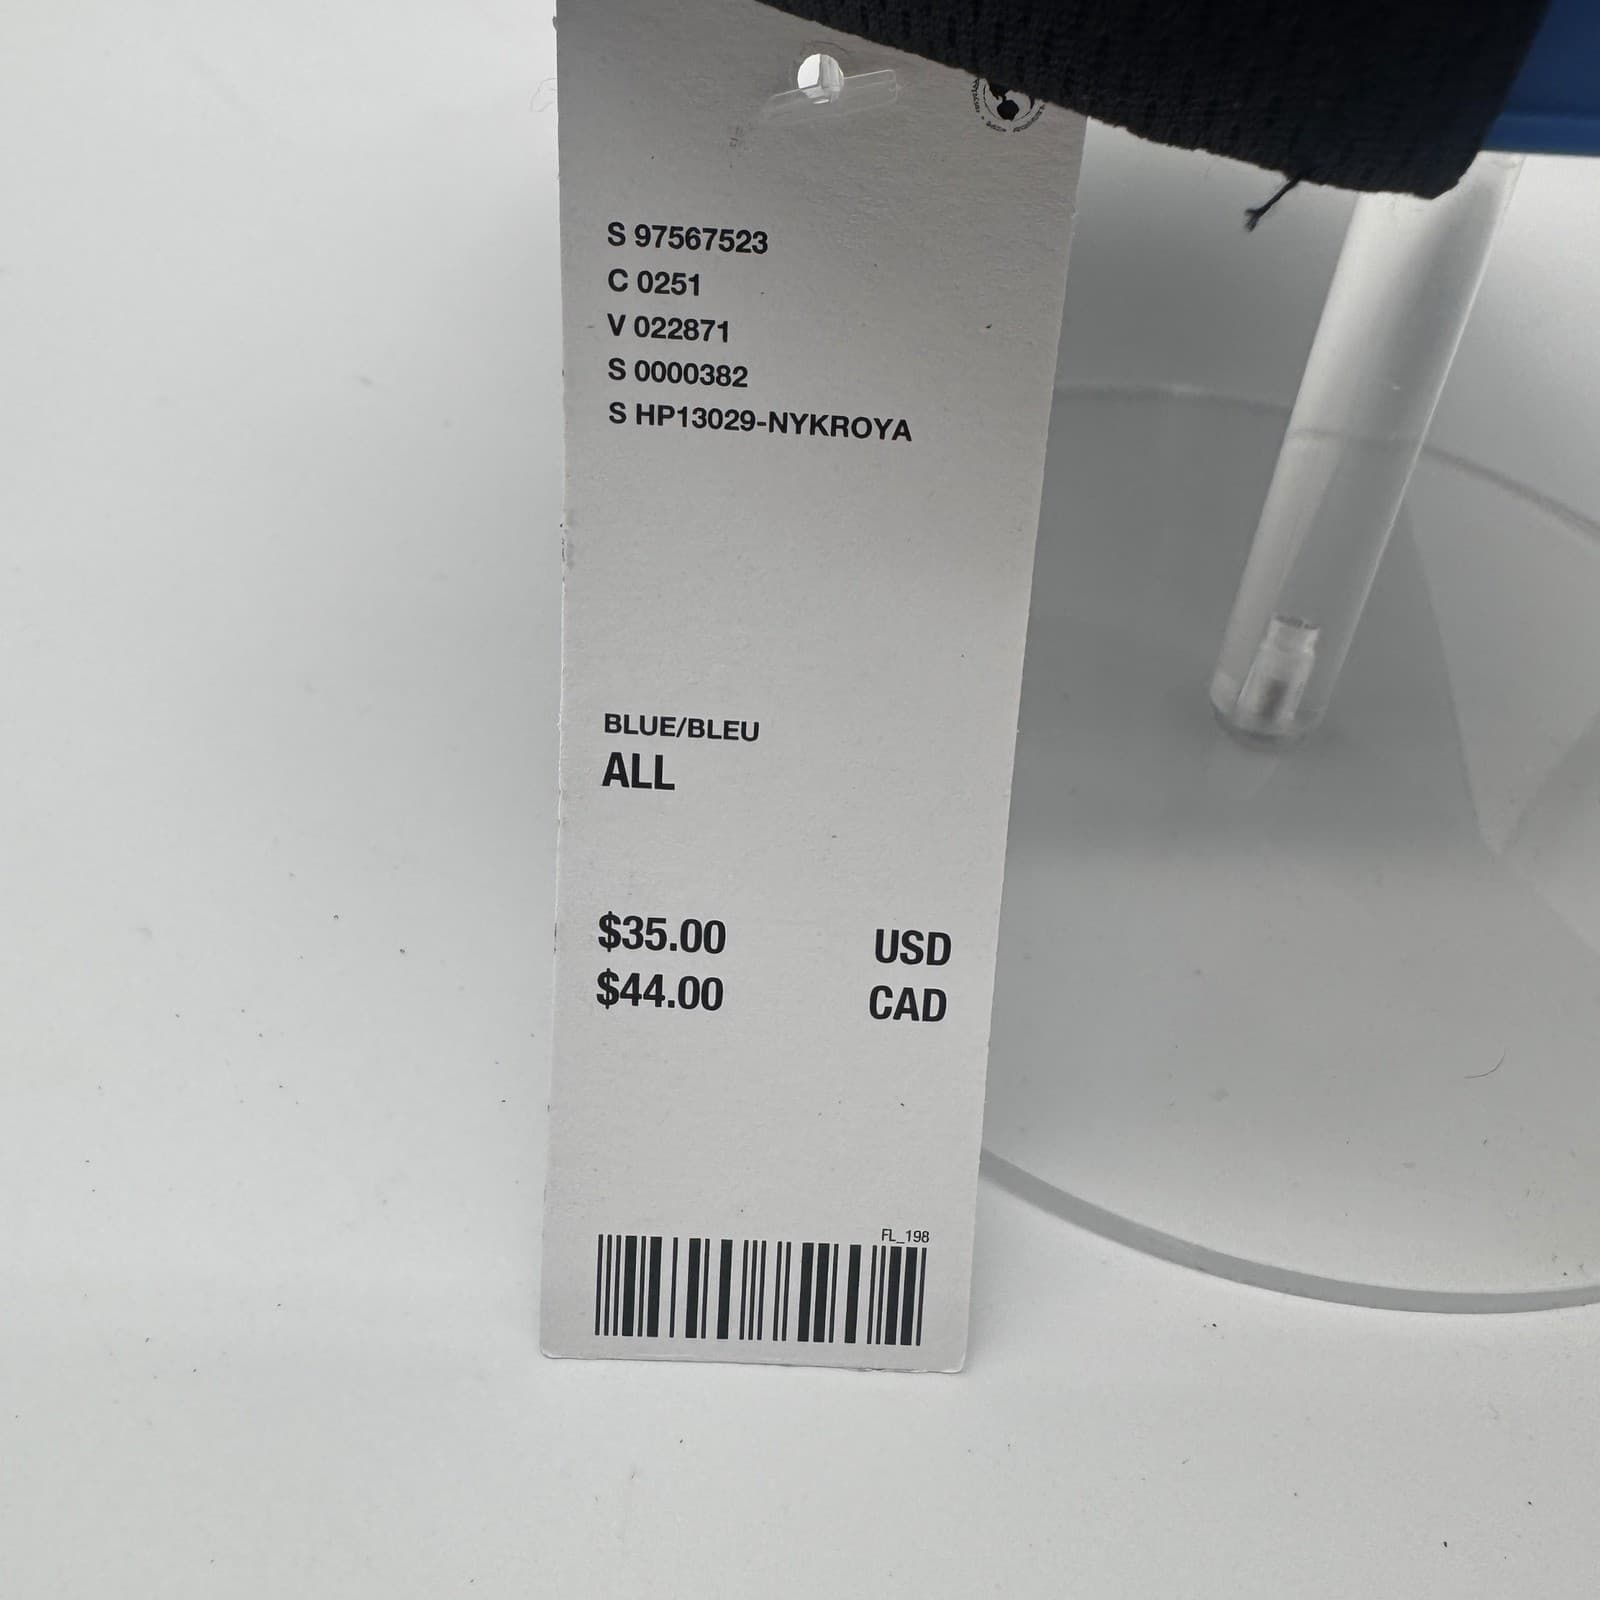 S 97567523
C 0251
V 022871
S 0000382
S HP13029-NYKROYA
BLUE/BLEU
ALL
$35.00 USD
$44.00 CAD
FL_198